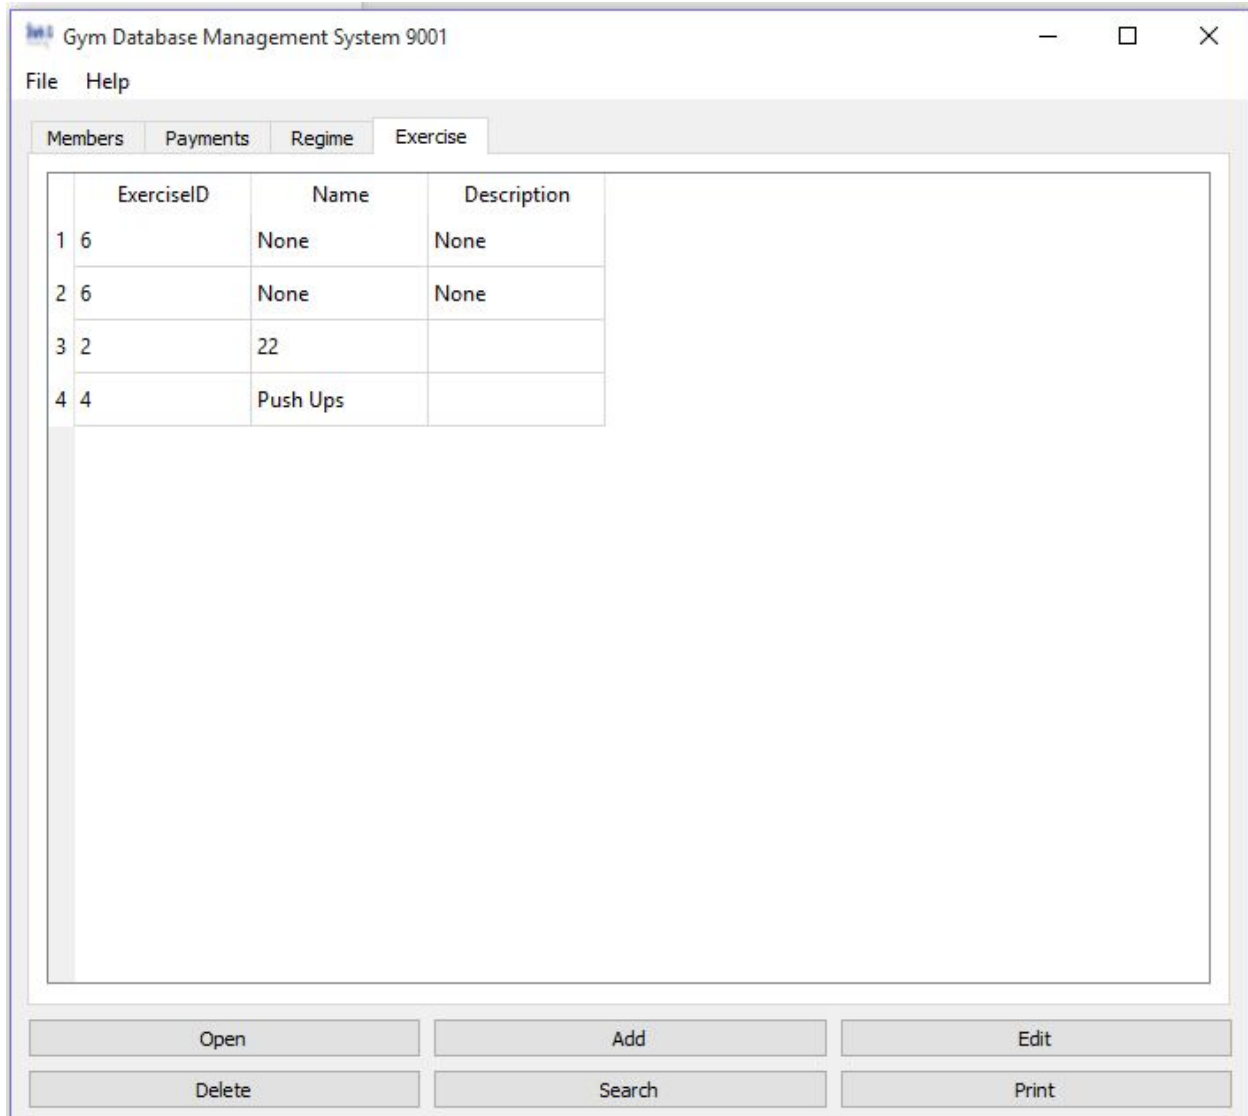 Gym Database Management System 9001
File Help
Members Payments Regime Exercise
ExerciseID Name Description
1 6 None None
2 6 None None
3 2 22
4 4 Push Ups
Open Add Edit
Delete Search Print